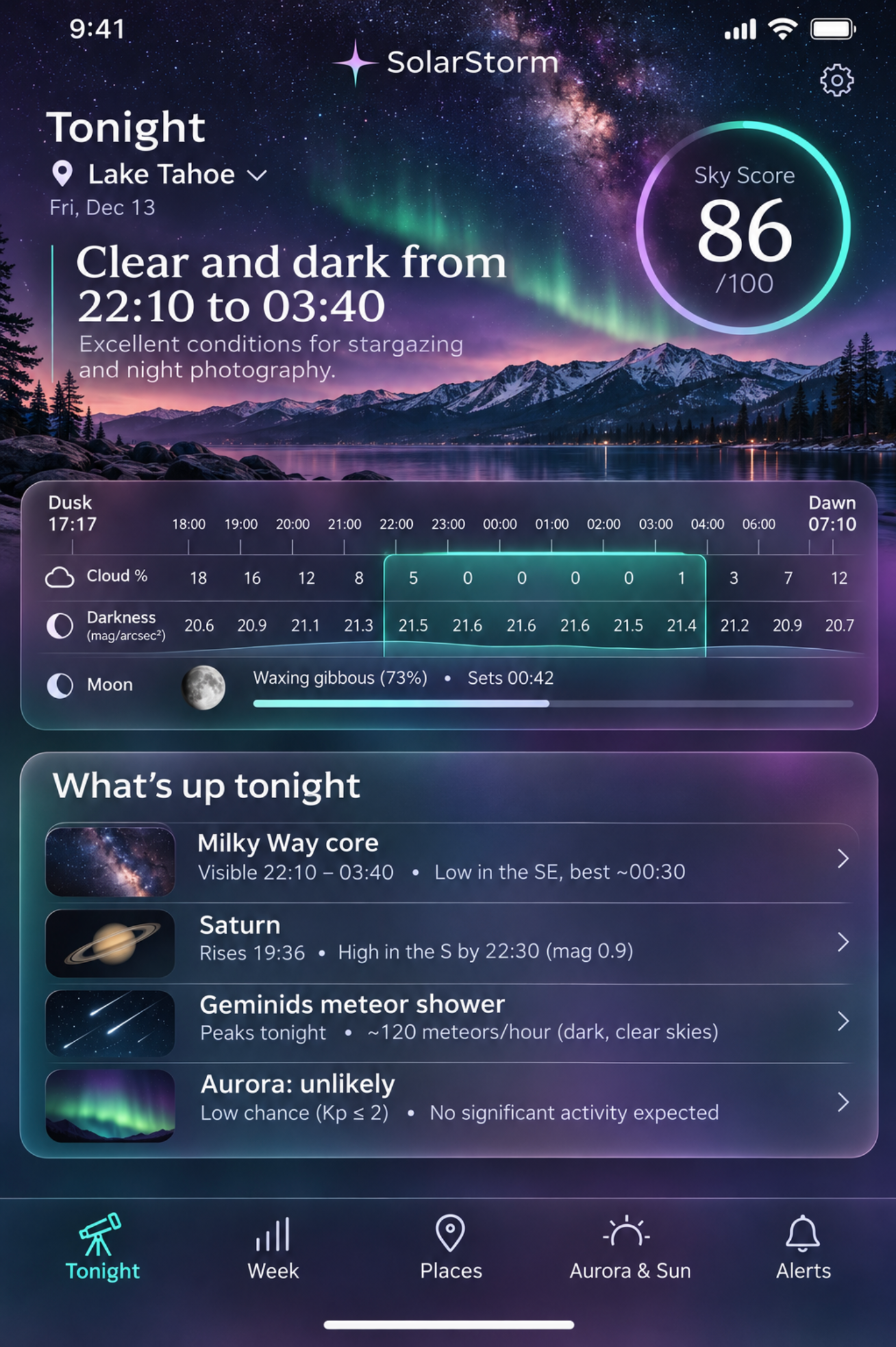 9:41
SolarStorm
Tonight
Lake Tahoe
Fri, Dec 13
Sky Score
86
/100
Clear and dark from
22:10 to 03:40
Excellent conditions for stargazing
and night photography.
Dusk
17:17
18:00 19:00 20:00 21:00 22:00 23:00 00:00 01:00 02:00 03:00 04:00 06:00
Dawn
07:10
Cloud % 18 16 12 8 5 0 0 0 0 1 3 7 12
Darkness
(mag/arcsec²)
20.6 20.9 21.1 21.3 21.5 21.6 21.6 21.6 21.5 21.4 21.2 20.9 20.7
Moon
Waxing gibbous (73%) • Sets 00:42
What’s up tonight
Milky Way core
Visible 22:10 – 03:40 • Low in the SE, best ~00:30
Saturn
Rises 19:36 • High in the S by 22:30 (mag 0.9)
Geminids meteor shower
Peaks tonight • ~120 meteors/hour (dark, clear skies)
Aurora: unlikely
Low chance (Kp ≤ 2) • No significant activity expected
Tonight Week Places Aurora & Sun Alerts